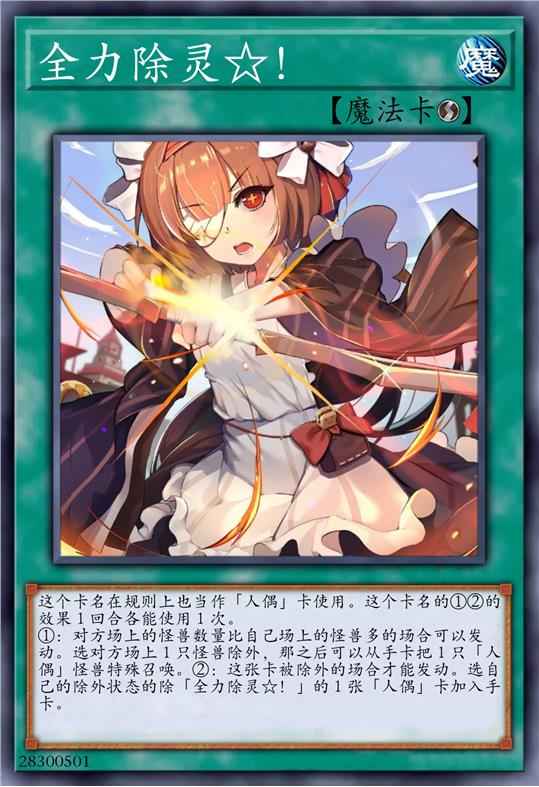 全力除灵☆！
魔
【魔法卡】
这个卡名在规则上也当作「人偶」卡使用。这个卡名的①②的
效果１回合各能使用１次。
①：对方场上的怪兽数量比自己场上的怪兽多的场合可以发
动。选对方场上１只怪兽除外，那之后可以从手卡把１只「人
偶」怪兽特殊召唤。②：这张卡被除外的场合才能发动。选自
己的除外状态的除「全力除灵☆！」的１张「人偶」卡加入手
卡。
28300501